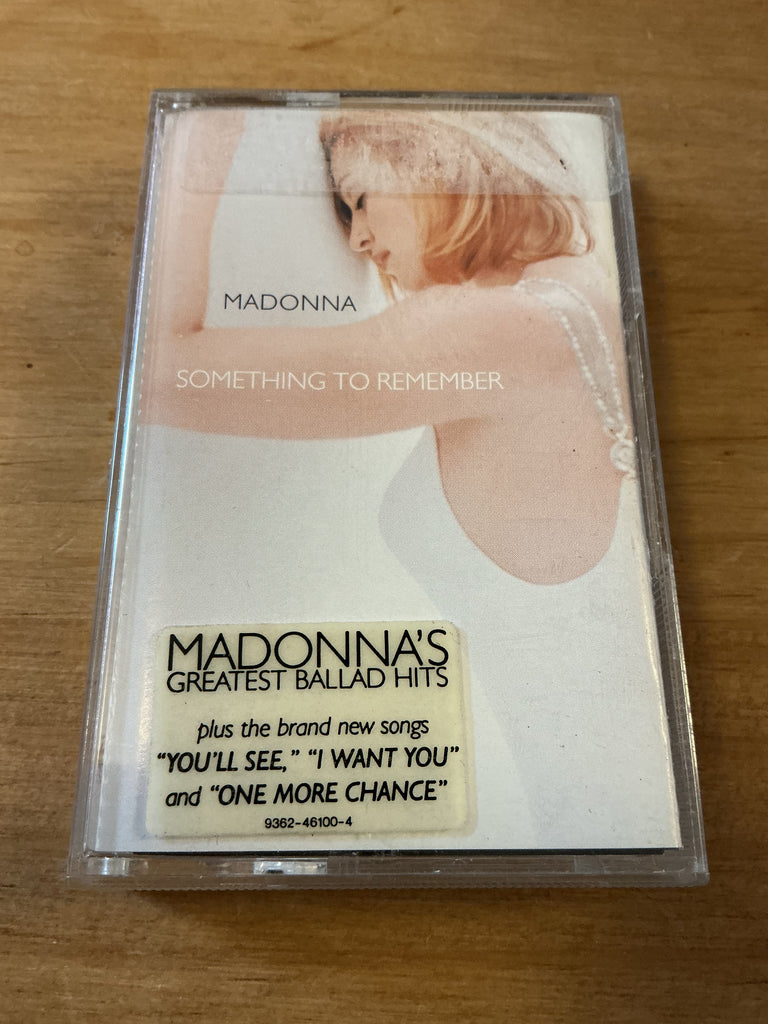 MADONNA
SOMETHING TO REMEMBER
MADONNA'S
GREATEST BALLAD HITS
plus the brand new songs
“YOU'LL SEE,” “I WANT YOU”
and “ONE MORE CHANCE”
9362-46100-4